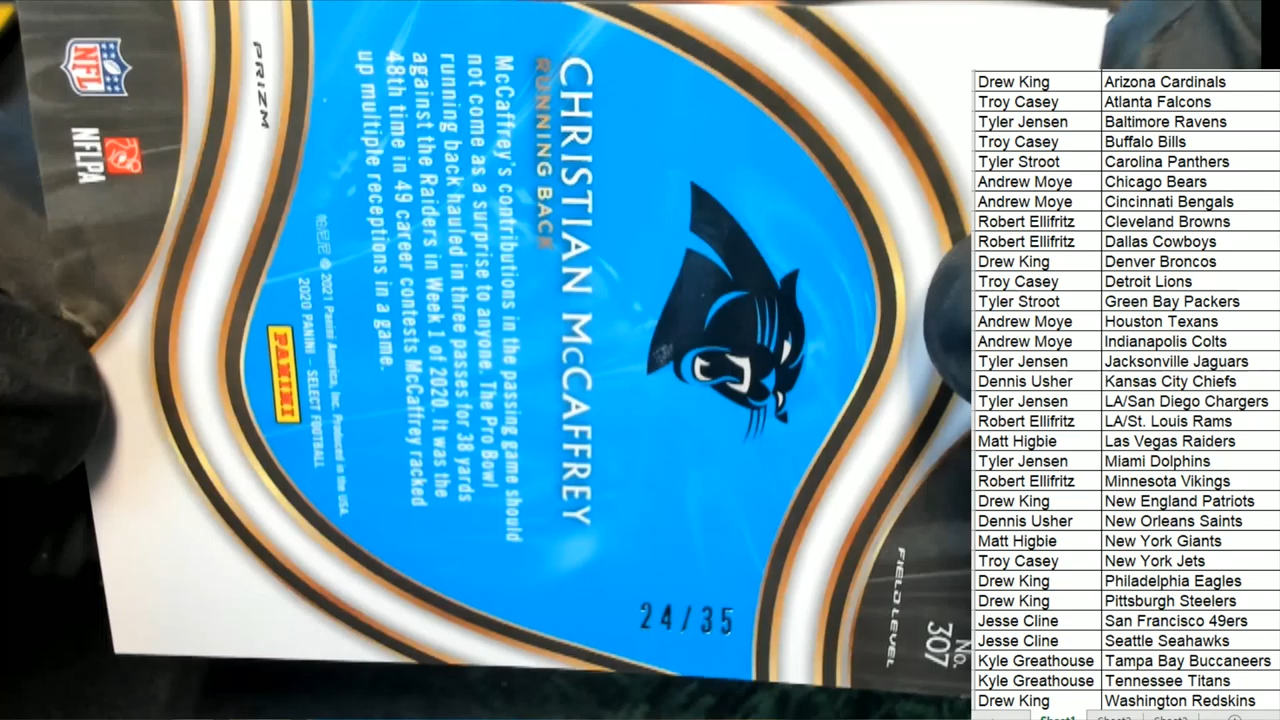 CHRISTIAN McCAFFREY
RUNNING BACK
McCaffrey's contributions in the passing game should
not come as a surprise to anyone. The Pro Bowl
running back hauled in three passes for 38 yards
against the Raiders in Week 1 of 2020. It was the
48th time in 49 career contests McCaffrey racked
up multiple receptions in a game.
© 2021 Panini America, Inc. Produced in the USA.
2020 PANINI - SELECT FOOTBALL
PANINI
PRIZM
NFL
NFLPA
24/35
FIELD LEVEL
No.
307
Drew King Arizona Cardinals
Troy Casey Atlanta Falcons
Tyler Jensen Baltimore Ravens
Troy Casey Buffalo Bills
Tyler Stroot Carolina Panthers
Andrew Moye Chicago Bears
Andrew Moye Cincinnati Bengals
Robert Ellifritz Cleveland Browns
Robert Ellifritz Dallas Cowboys
Drew King Denver Broncos
Troy Casey Detroit Lions
Tyler Stroot Green Bay Packers
Andrew Moye Houston Texans
Andrew Moye Indianapolis Colts
Tyler Jensen Jacksonville Jaguars
Dennis Usher Kansas City Chiefs
Tyler Jensen LA/San Diego Chargers
Robert Ellifritz LA/St. Louis Rams
Matt Higbie Las Vegas Raiders
Tyler Jensen Miami Dolphins
Robert Ellifritz Minnesota Vikings
Drew King New England Patriots
Dennis Usher New Orleans Saints
Matt Higbie New York Giants
Troy Casey New York Jets
Drew King Philadelphia Eagles
Drew King Pittsburgh Steelers
Jesse Cline San Francisco 49ers
Jesse Cline Seattle Seahawks
Kyle Greathouse Tampa Bay Buccaneers
Kyle Greathouse Tennessee Titans
Drew King Washington Redskins
Sheet1 Sheet2 Sheet3